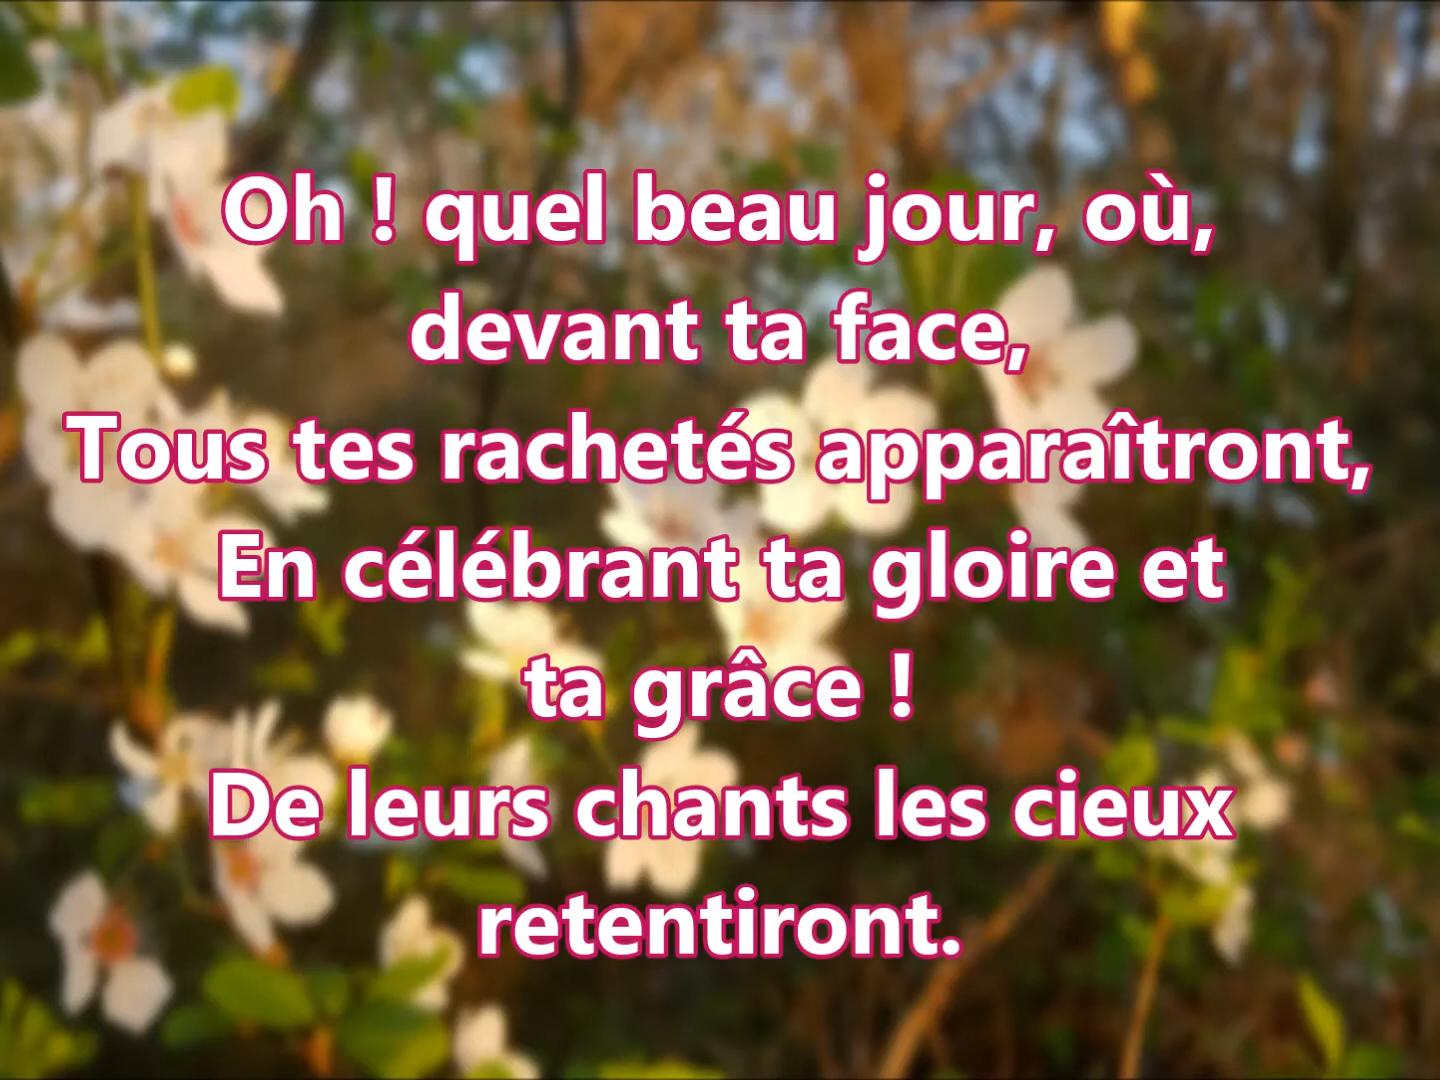 Oh ! quel beau jour, où,
devant ta face,
Tous tes rachetés apparaîtront,
En célébrant ta gloire et
ta grâce !
De leurs chants les cieux
retentiront.